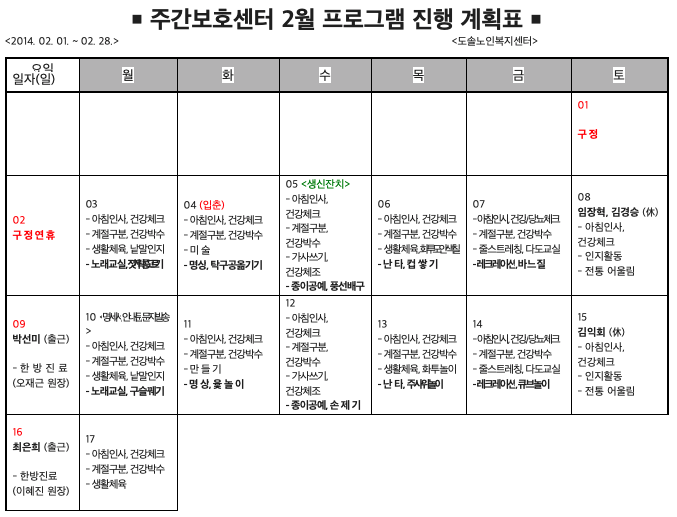 ▪ 주간보호센터 2월 프로그램 진행 계획표 ▪
<2014. 02. 01. ~ 02. 28.>
<도솔노인복지센터>
요일
일자(일)
월
화
수
목
금
토
01
구정
02
구정연휴
03
- 아침인사, 건강체크
- 계절구분, 건강박수
- 생활체육, 낱말인지
- 노래교실,
04 (입춘)
- 아침인사, 건강체크
- 계절구분, 건강박수
- 미 술
- 명상, 탁구공옮기기
05 <생신잔치>
- 아침인사,
건강체크
- 계절구분,
건강박수
- 가사쓰기,
건강체조
- 종이공예, 풍선배구
06
- 아침인사, 건강체크
- 계절구분, 건강박수
- 생활체육,
- 난 타, 컵 쌓 기
07
- 아침인사, 건강/당뇨체크
- 계절구분, 건강박수
- 줄스트레칭, 다도교실
- 레크레이션, 바느질
08
임장혁, 김경승 (休)
- 아침인사,
건강체크
- 인지활동
- 전통 어울림
09
박선미 (출근)
- 한 방 진 료
(오재근 원장)
10
>
- 아침인사, 건강체크
- 계절구분, 건강박수
- 생활체육, 낱말인지
- 노래교실, 구슬꿰기
11
- 아침인사, 건강체크
- 계절구분, 건강박수
- 만 들 기
- 명 상, 윷 놀 이
12
- 아침인사,
건강체크
- 계절구분,
건강박수
- 가사쓰기,
건강체조
- 종이공예, 손 제 기
13
- 아침인사, 건강체크
- 계절구분, 건강박수
- 생활체육, 화투놀이
- 난 타, 주사위놀이
14
- 아침인사, 건강/당뇨체크
- 계절구분, 건강박수
- 줄스트레칭, 다도교실
- 레크레이션, 큐브놀이
15
김익회 (休)
- 아침인사,
건강체크
- 인지활동
- 전통 어울림
16
최은희 (출근)
- 한방진료
(이혜진 원장)
17
- 아침인사, 건강체크
- 계절구분, 건강박수
- 생활체육